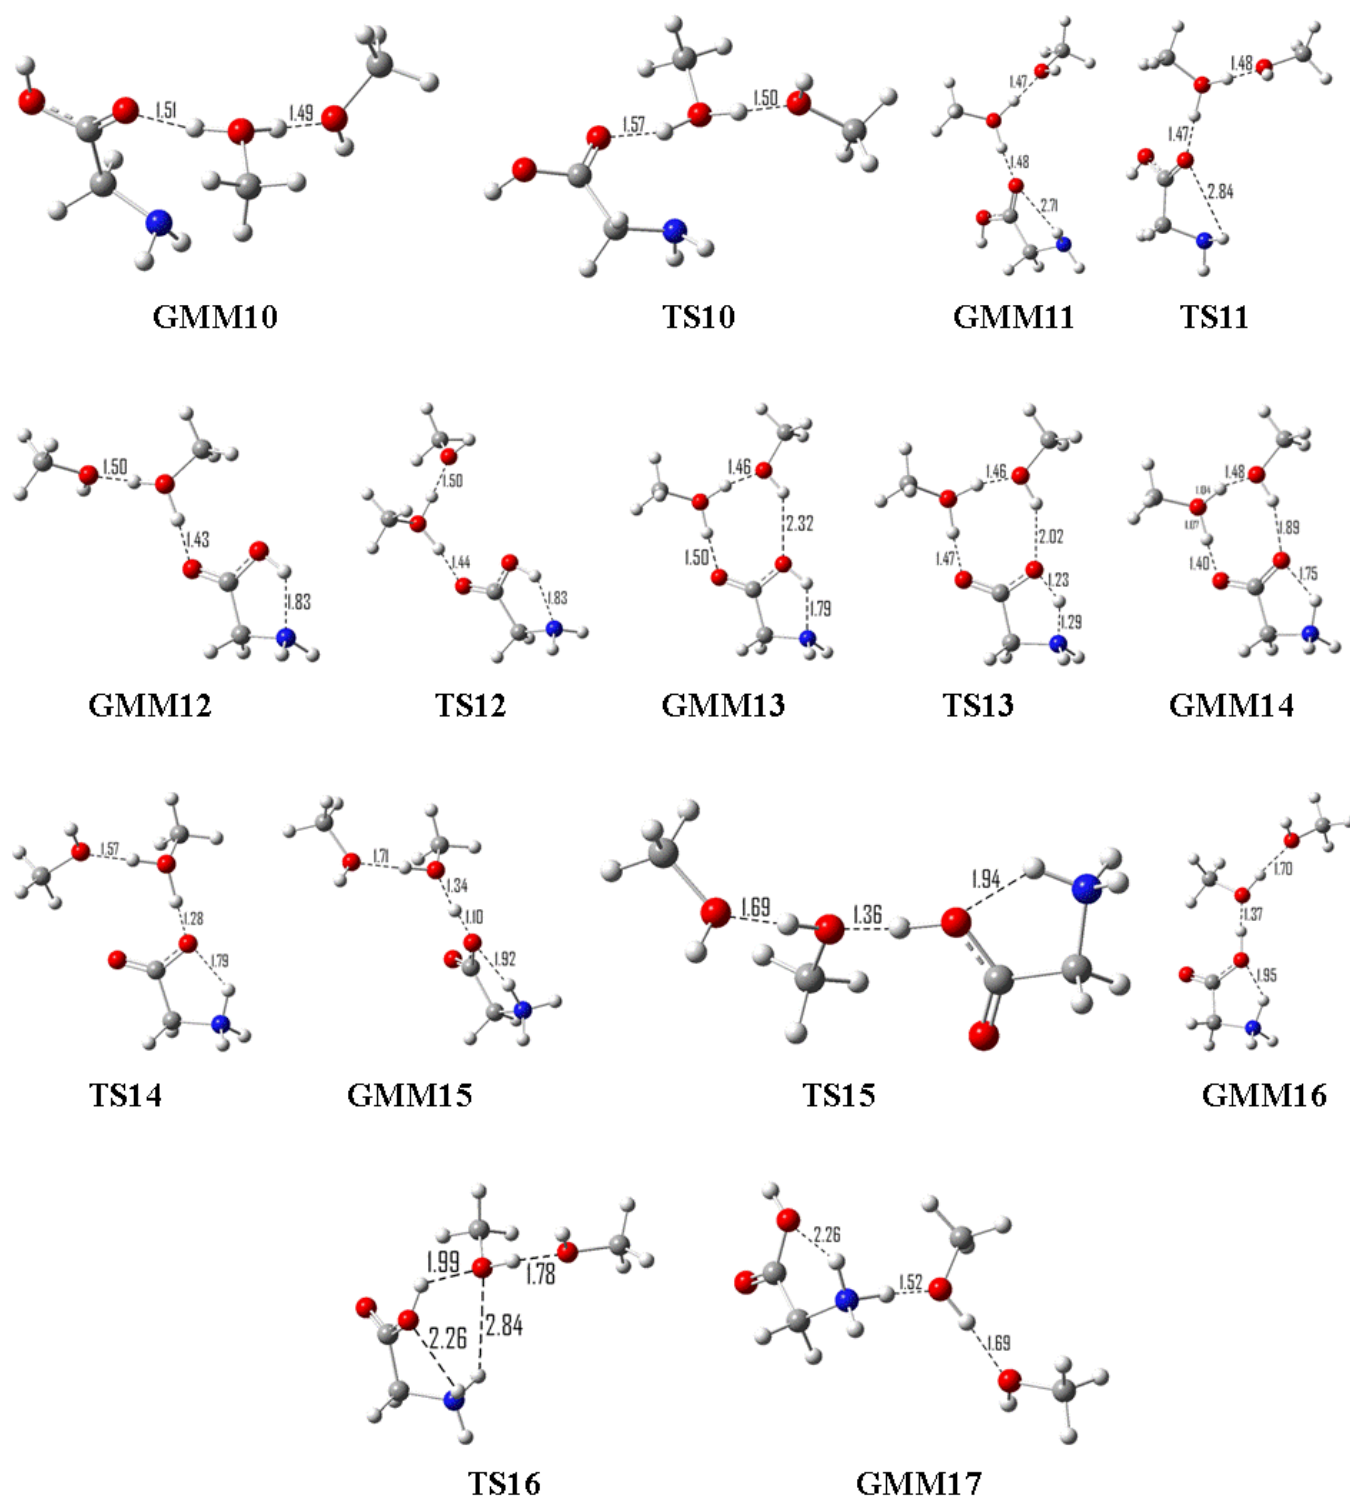 1.51 1.49 1.57 1.50 1.47 1.48 2.71 1.48 1.47 2.84
GMM10 TS10 GMM11 TS11
1.50 1.43 1.83 1.50 1.44 1.83 1.46 2.32 1.50 1.79 1.46 2.02 1.47 1.23 1.29 1.48 1.04 1.07 1.89 1.40 1.75
GMM12 TS12 GMM13 TS13 GMM14
1.57 1.28 1.79 1.71 1.34 1.10 1.92 1.69 1.36 1.94 1.70 1.37 1.95
TS14 GMM15 TS15 GMM16
1.99 1.78 2.26 2.84 2.26 1.52 1.69
TS16 GMM17